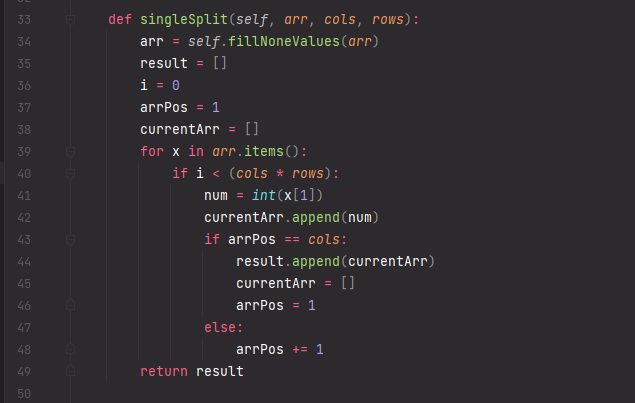 33 def singleSplit(self, arr, cols, rows):
34 arr = self.fillNoneValues(arr)
35 result = []
36 i = 0
37 arrPos = 1
38 currentArr = []
39 for x in arr.items():
40 if i < (cols * rows):
41 num = int(x[1])
42 currentArr.append(num)
43 if arrPos == cols:
44 result.append(currentArr)
45 currentArr = []
46 arrPos = 1
47 else:
48 arrPos += 1
49 return result
50